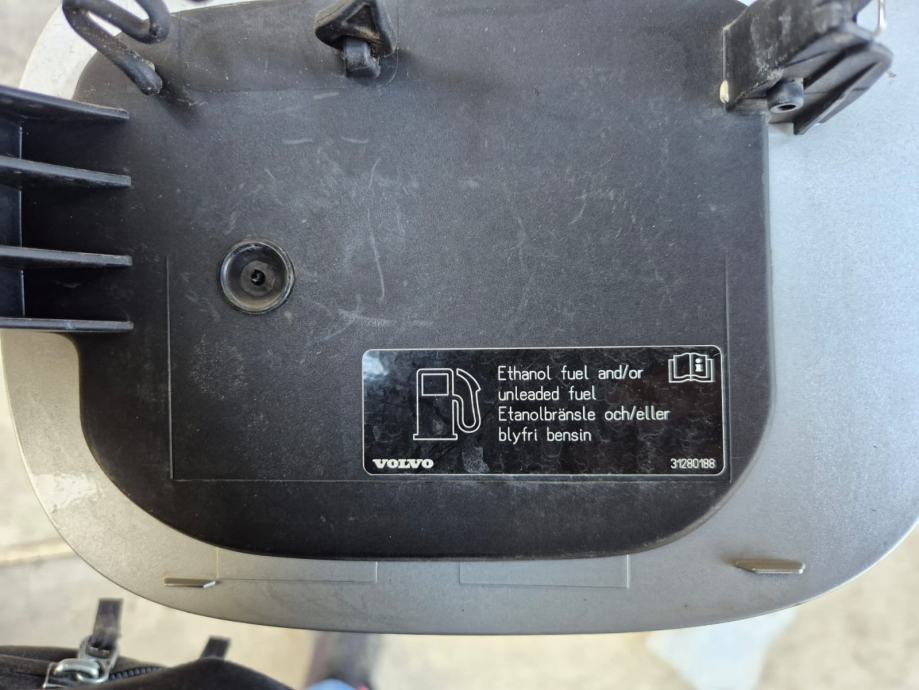 Ethanol fuel and/or
unleaded fuel
Etanolbränsle och/eller
blyfri bensin
VOLVO
31280188